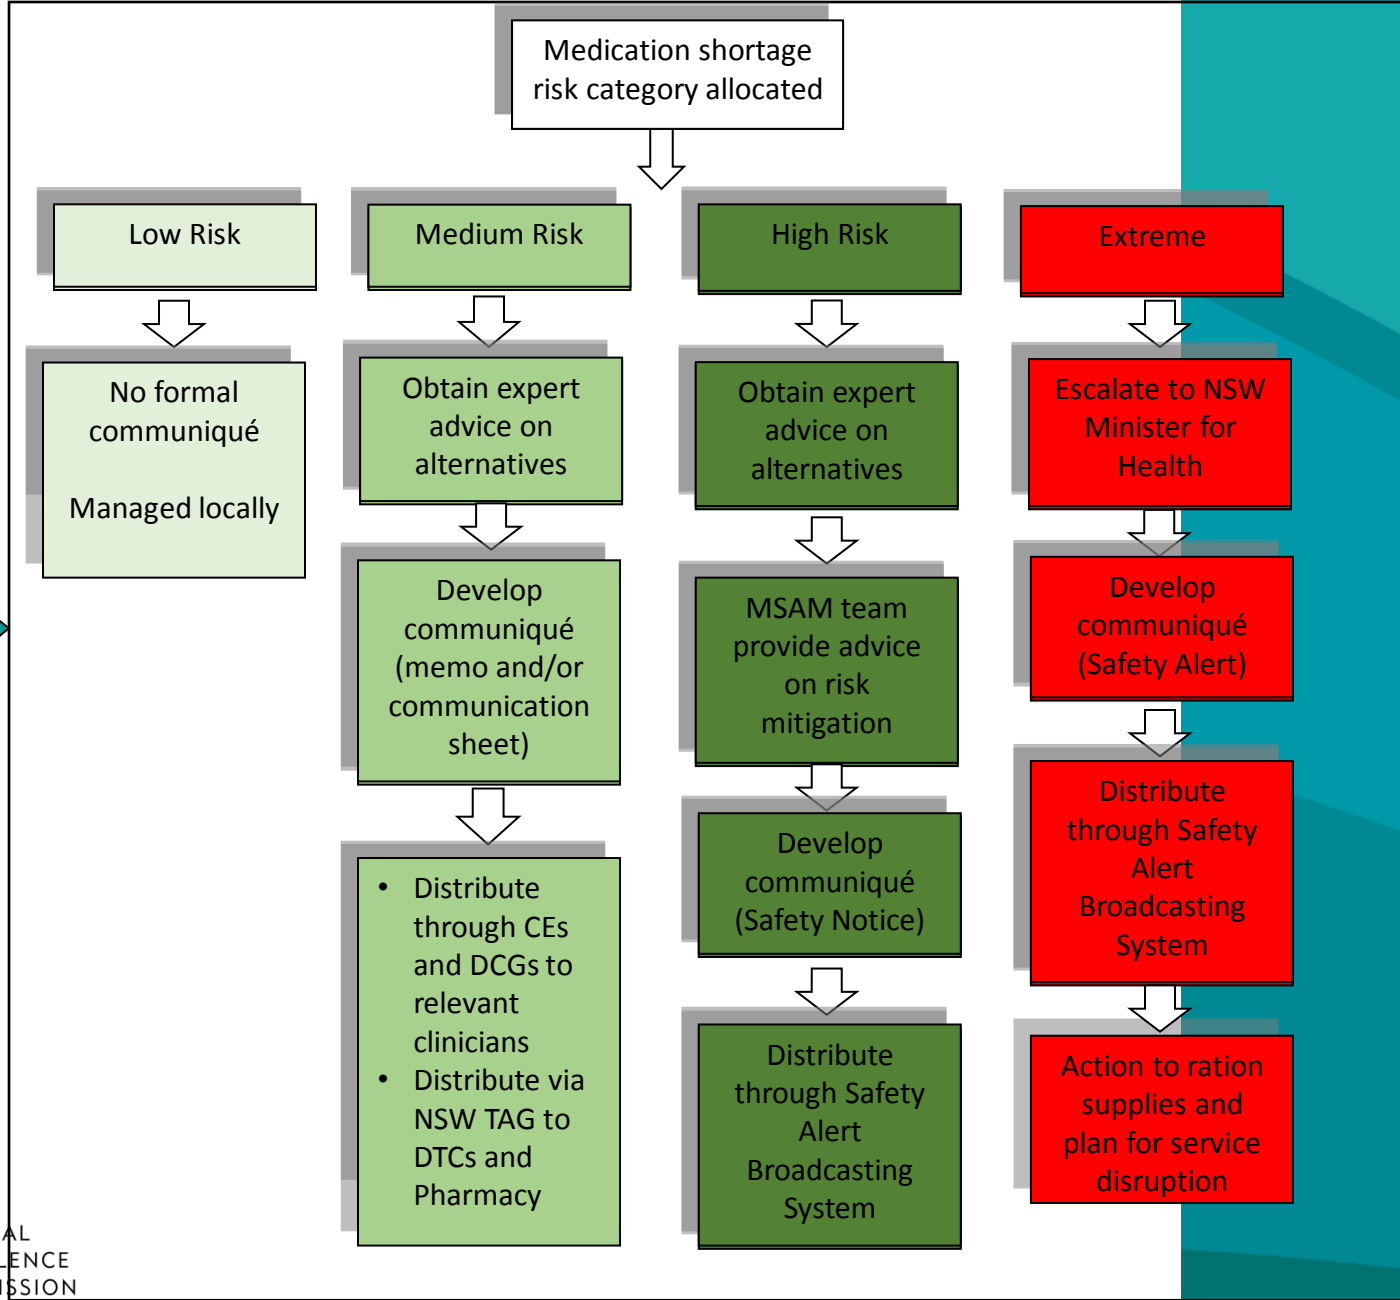 Medication shortage
risk category allocated
Low Risk
No formal
communiqué
Managed locally
Medium Risk
Obtain expert
advice on
alternatives
Develop
communiqué
(memo and/or
communication
sheet)
• Distribute
through CEs
and DCGs to
relevant
clinicians
• Distribute via
NSW TAG to
DTCs and
Pharmacy
High Risk
Obtain expert
advice on
alternatives
MSAM team
provide advice
on risk
mitigation
Develop
communiqué
(Safety Notice)
Distribute
through Safety
Alert
Broadcasting
System
Extreme
Escalate to NSW
Minister for
Health
Develop
communiqué
(Safety Alert)
Distribute
through Safety
Alert
Broadcasting
System
Action to ration
supplies and
plan for service
disruption
AL
LENCE
ISSION